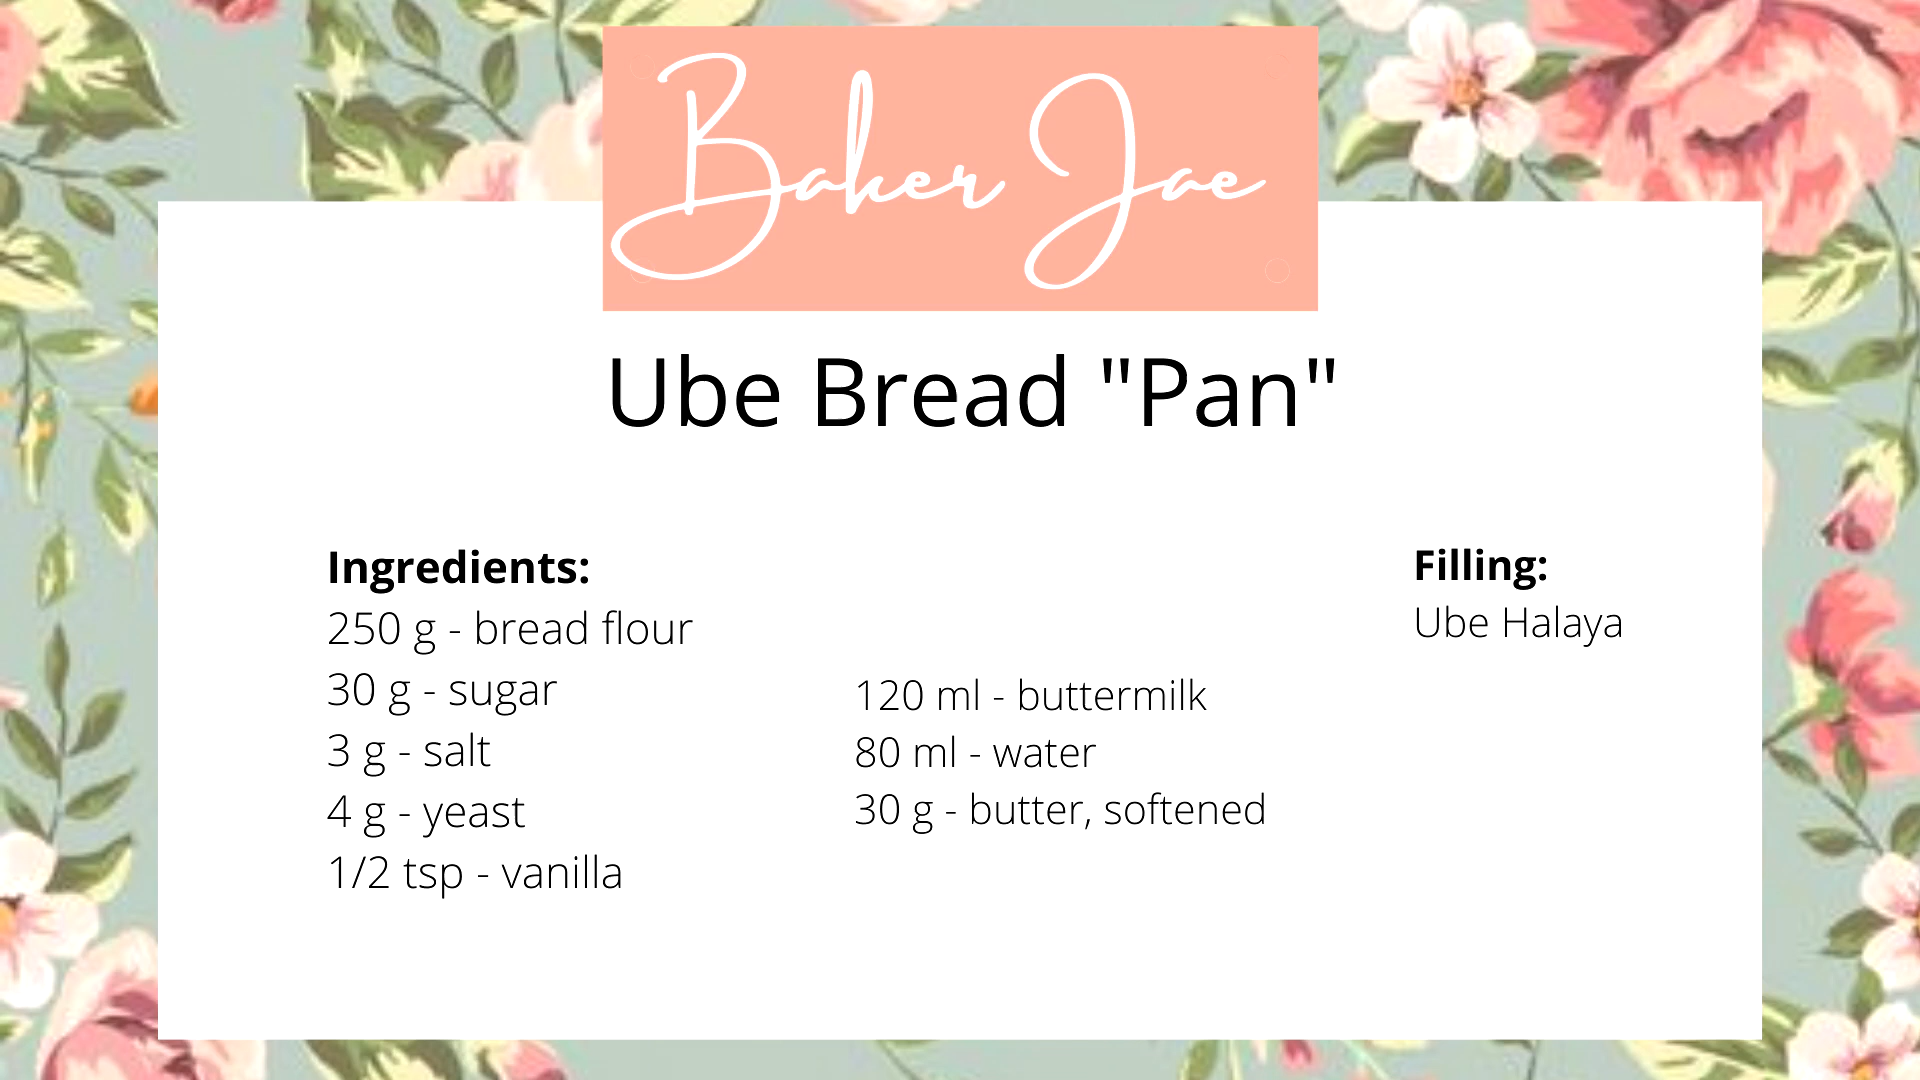 Baker Jae
Ube Bread "Pan"
Ingredients:
250 g - bread flour
30 g - sugar
3 g - salt
4 g - yeast
1/2 tsp - vanilla
120 ml - buttermilk
80 ml - water
30 g - butter, softened
Filling:
Ube Halaya